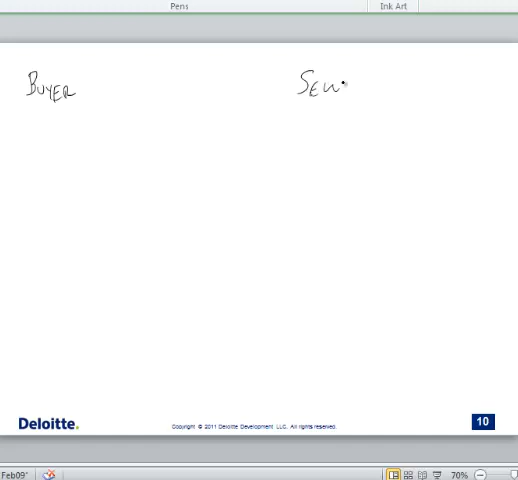 Pens Ink Art
BUYER
Deloitte.
Copyright © 2011 Deloitte Development LLC. All rights reserved.
10
Feb09" 70%